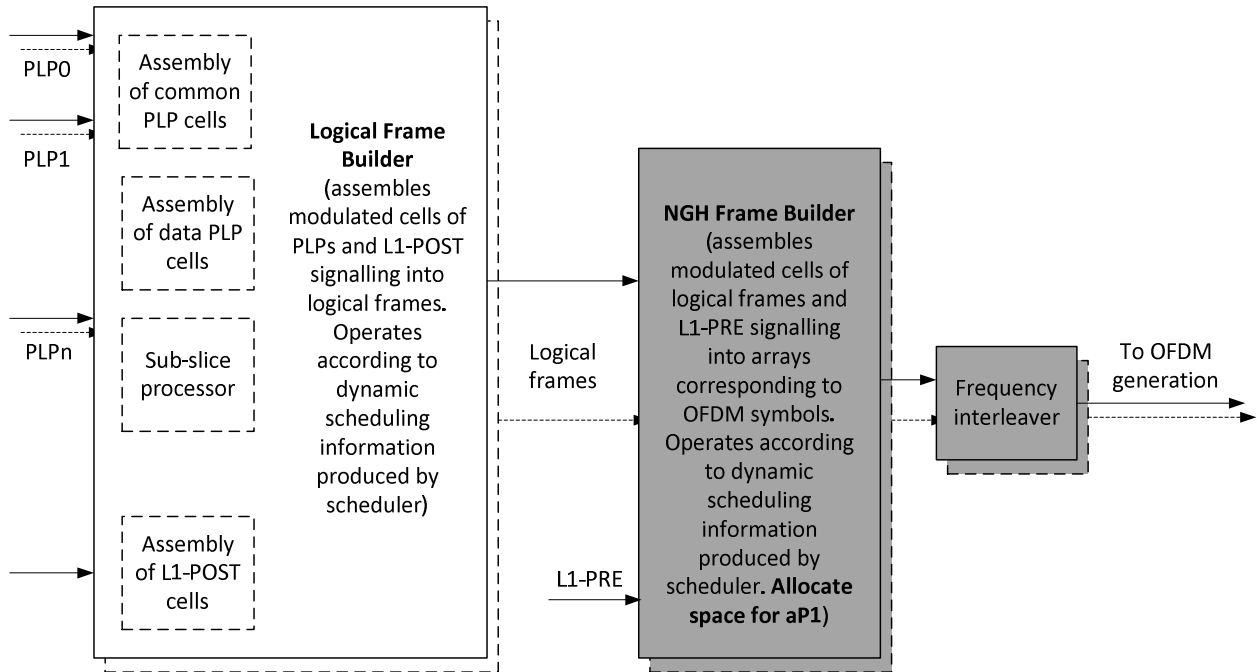 PLP0
PLP1
PLPn
Assembly
of common
PLP cells
Assembly
of data PLP
cells
Sub-slice
processor
Assembly
of L1-POST
cells
Logical Frame
Builder
(assembles
modulated cells of
PLPs and L1-POST
signalling into
logical frames.
Operates
according to
dynamic
scheduling
information
produced by
scheduler)
Logical
frames
L1-PRE
NGH Frame Builder
(assembles
modulated cells of
logical frames and
L1-PRE signalling
into arrays
corresponding to
OFDM symbols.
Operates according
to dynamic
scheduling
information
produced by
scheduler. Allocate
space for aP1)
Frequency
interleaver
To OFDM
generation